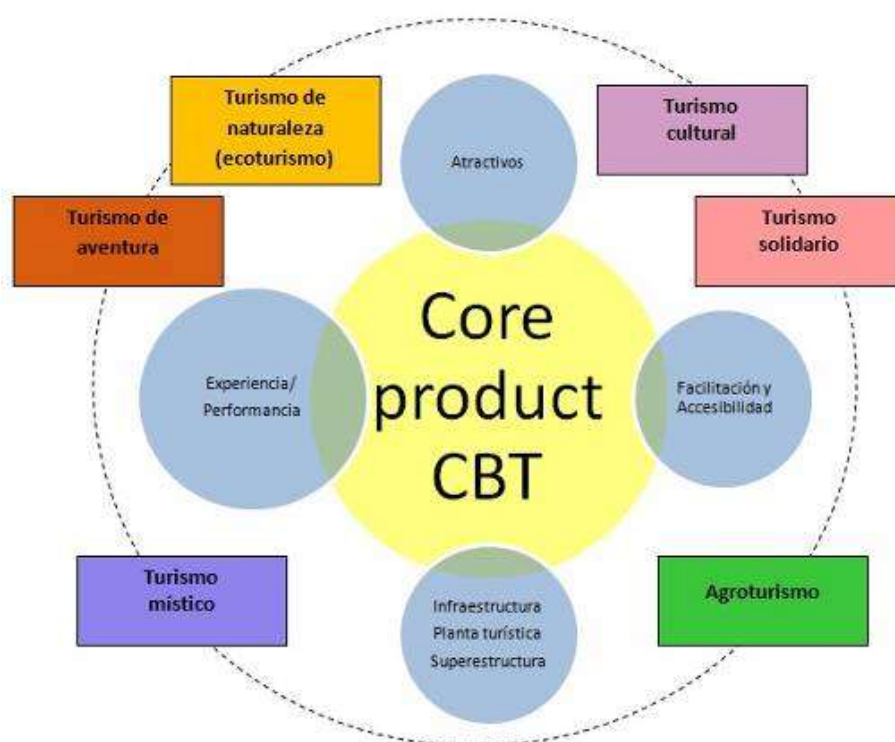 Turismo de
naturaleza
(ecoturismo)
Atractivos
Turismo
cultural
Turismo de
aventura
Turismo
solidario
Core
product
CBT
Experiencia/
Performancia
Facilitación y
Accesibilidad
Turismo
místico
Infraestructura
Planta turística
Superestructura
Agroturismo